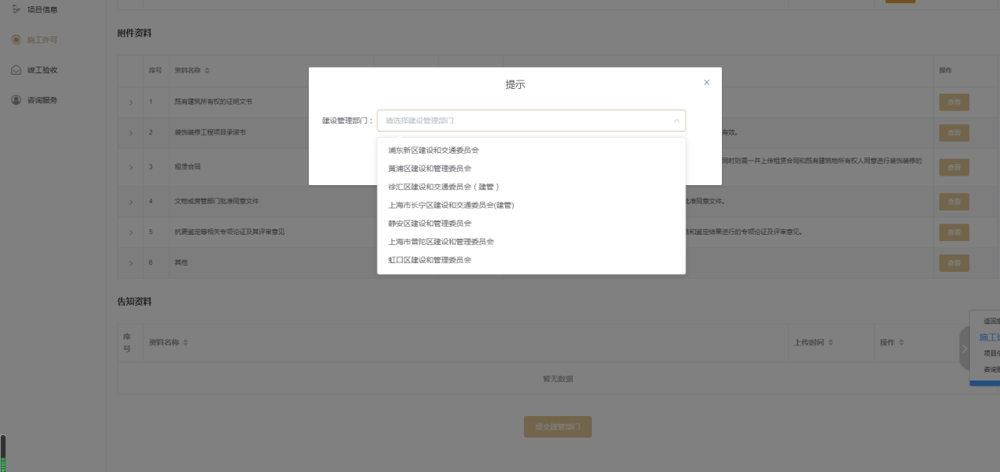 项目信息
施工许可
竣工验收
咨询服务
附件资料
序号 资料名称 操作
1 既有建筑所有权的证明文书 查看
2 装饰装修工程项目承诺书 有效。 查看
3 租赁合同 同时则需一并上传租赁合同和既有建筑物所有权人同意进行装饰装修的 查看
4 文物或房管部门批准同意文件 批准同意文件。 查看
5 抗震鉴定等相关专项论证及其评审意见 和鉴定结果进行的专项论证及评审意见。 查看
6 其他 查看
提示
建设管理部门： 请选择建设管理部门
浦东新区建设和交通委员会
黄浦区建设和管理委员会
徐汇区建设和交通委员会（建管）
上海市长宁区建设和交通委员会(建管)
静安区建设和管理委员会
上海市普陀区建设和管理委员会
虹口区建设和管理委员会
告知资料
序号 资料名称 上传时间 操作
暂无数据
提交建管部门
返回
施工
项目
咨询